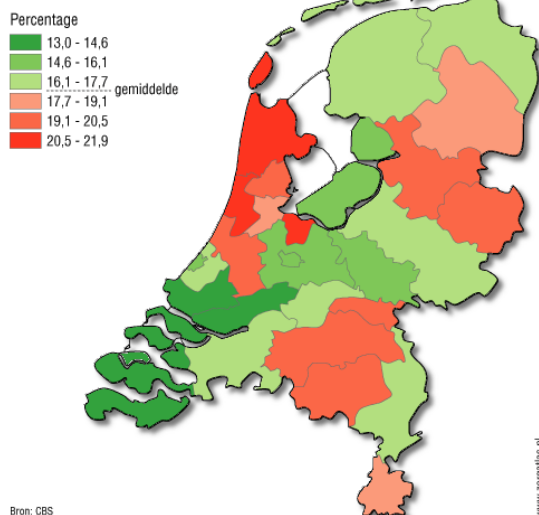 Percentage
13,0 - 14,6
14,6 - 16,1
16,1 - 17,7
gemiddelde
17,7 - 19,1
19,1 - 20,5
20,5 - 21,9
Bron: CBS